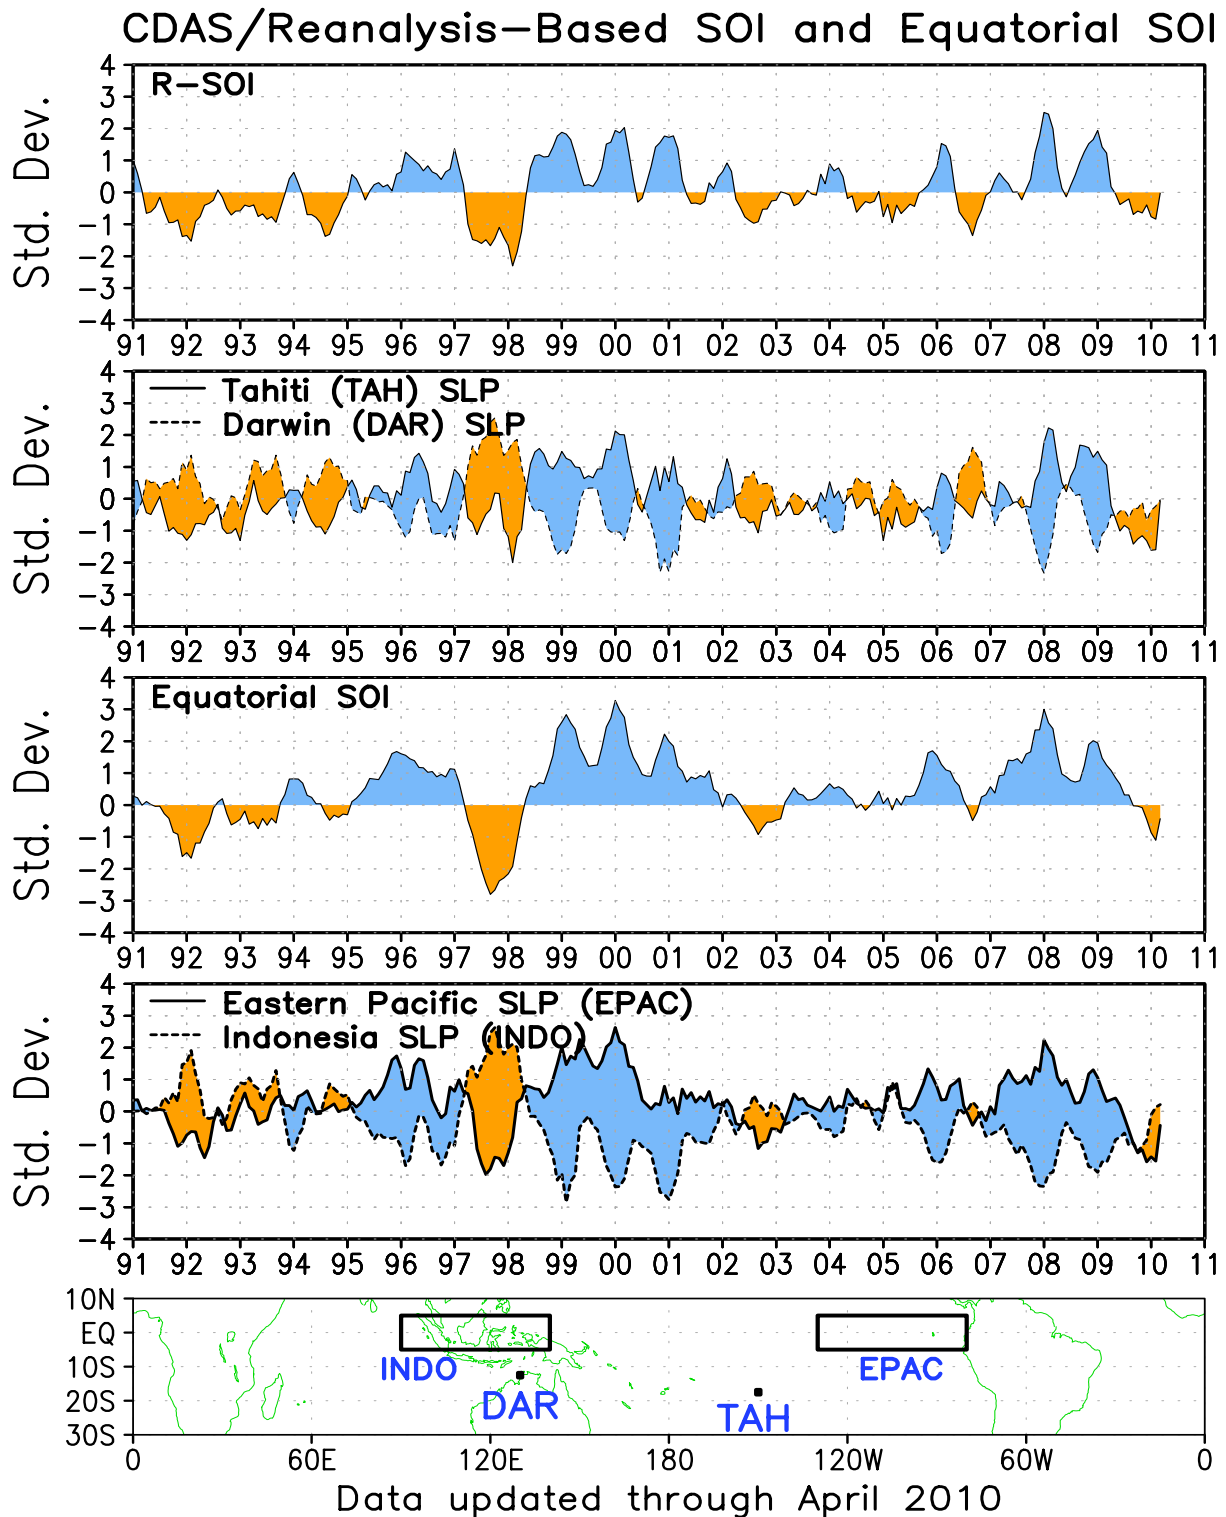 CDAS/Reanalysis-Based SOI and Equatorial SOI
R-SOI
Std. Dev.
4
3
2
1
0
-1
-2
-3
-4
91 92 93 94 95 96 97 98 99 00 01 02 03 04 05 06 07 08 09 10 11
Tahiti (TAH) SLP
Darwin (DAR) SLP
Std. Dev.
4
3
2
1
0
-1
-2
-3
-4
91 92 93 94 95 96 97 98 99 00 01 02 03 04 05 06 07 08 09 10 11
Equatorial SOI
Std. Dev.
4
3
2
1
0
-1
-2
-3
-4
91 92 93 94 95 96 97 98 99 00 01 02 03 04 05 06 07 08 09 10 11
Eastern Pacific SLP (EPAC)
Indonesia SLP (INDO)
Std. Dev.
4
3
2
1
0
-1
-2
-3
-4
91 92 93 94 95 96 97 98 99 00 01 02 03 04 05 06 07 08 09 10 11
10N
EQ
10S
20S
30S
INDO
EPAC
DAR
TAH
0 60E 120E 180 120W 60W 0
Data updated through April 2010